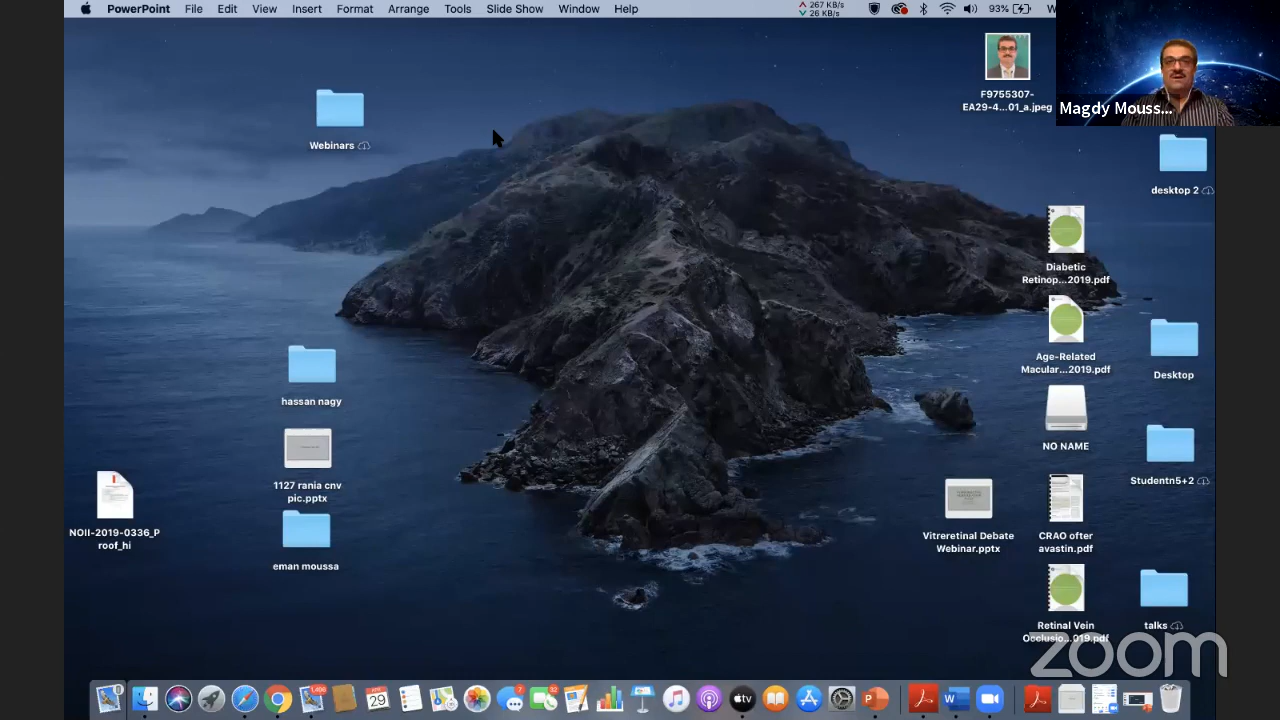 PowerPoint File Edit View Insert Format Arrange Tools Slide Show Window Help
267 KB/s
26 KB/s
93%
F9755307-
EA29-4...01_a.jpeg
Magdy Mouss...
Webinars
desktop 2
Diabetic
Retinop...2019.pdf
Age-Related
Macular...2019.pdf
Desktop
hassan nagy
NO NAME
1127 rania cnv
pic.pptx
Studentn5+2
NOII-2019-0336_P
roof_hi
Vitreretinal Debate
Webinar.pptx
CRAO ofter
avastin.pdf
eman moussa
Retinal Vein
Occlusio...019.pdf
talks
zoom
29
tv